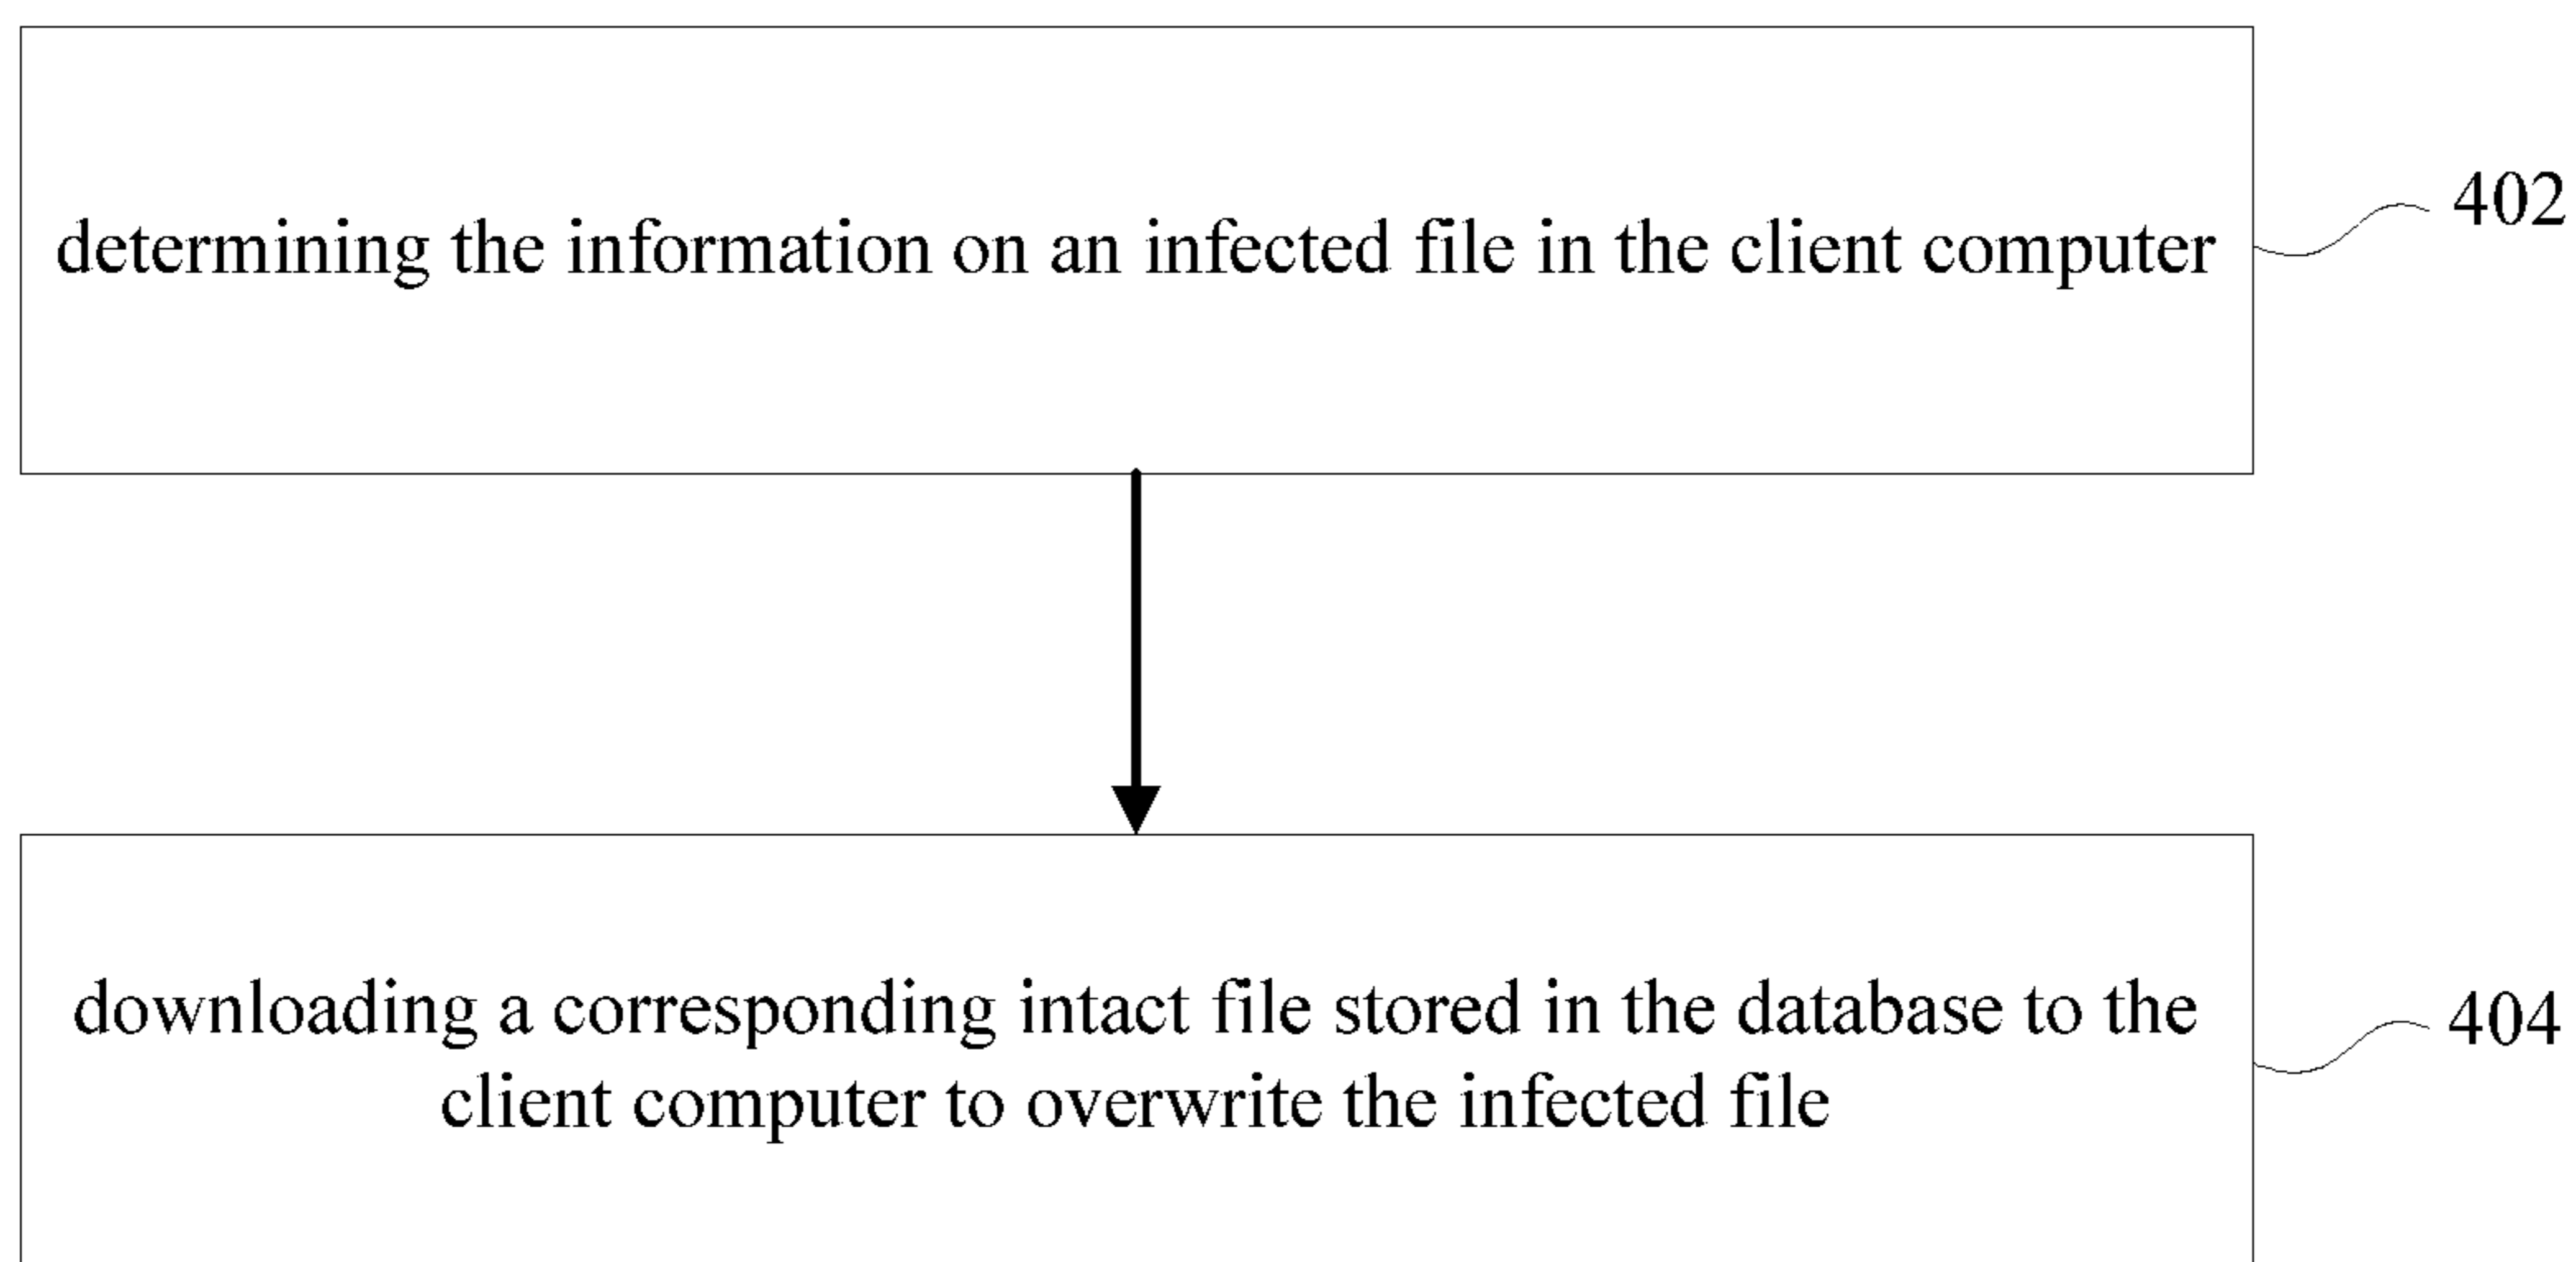 determining the information on an infected file in the client computer
402
downloading a corresponding intact file stored in the database to the
client computer to overwrite the infected file
404